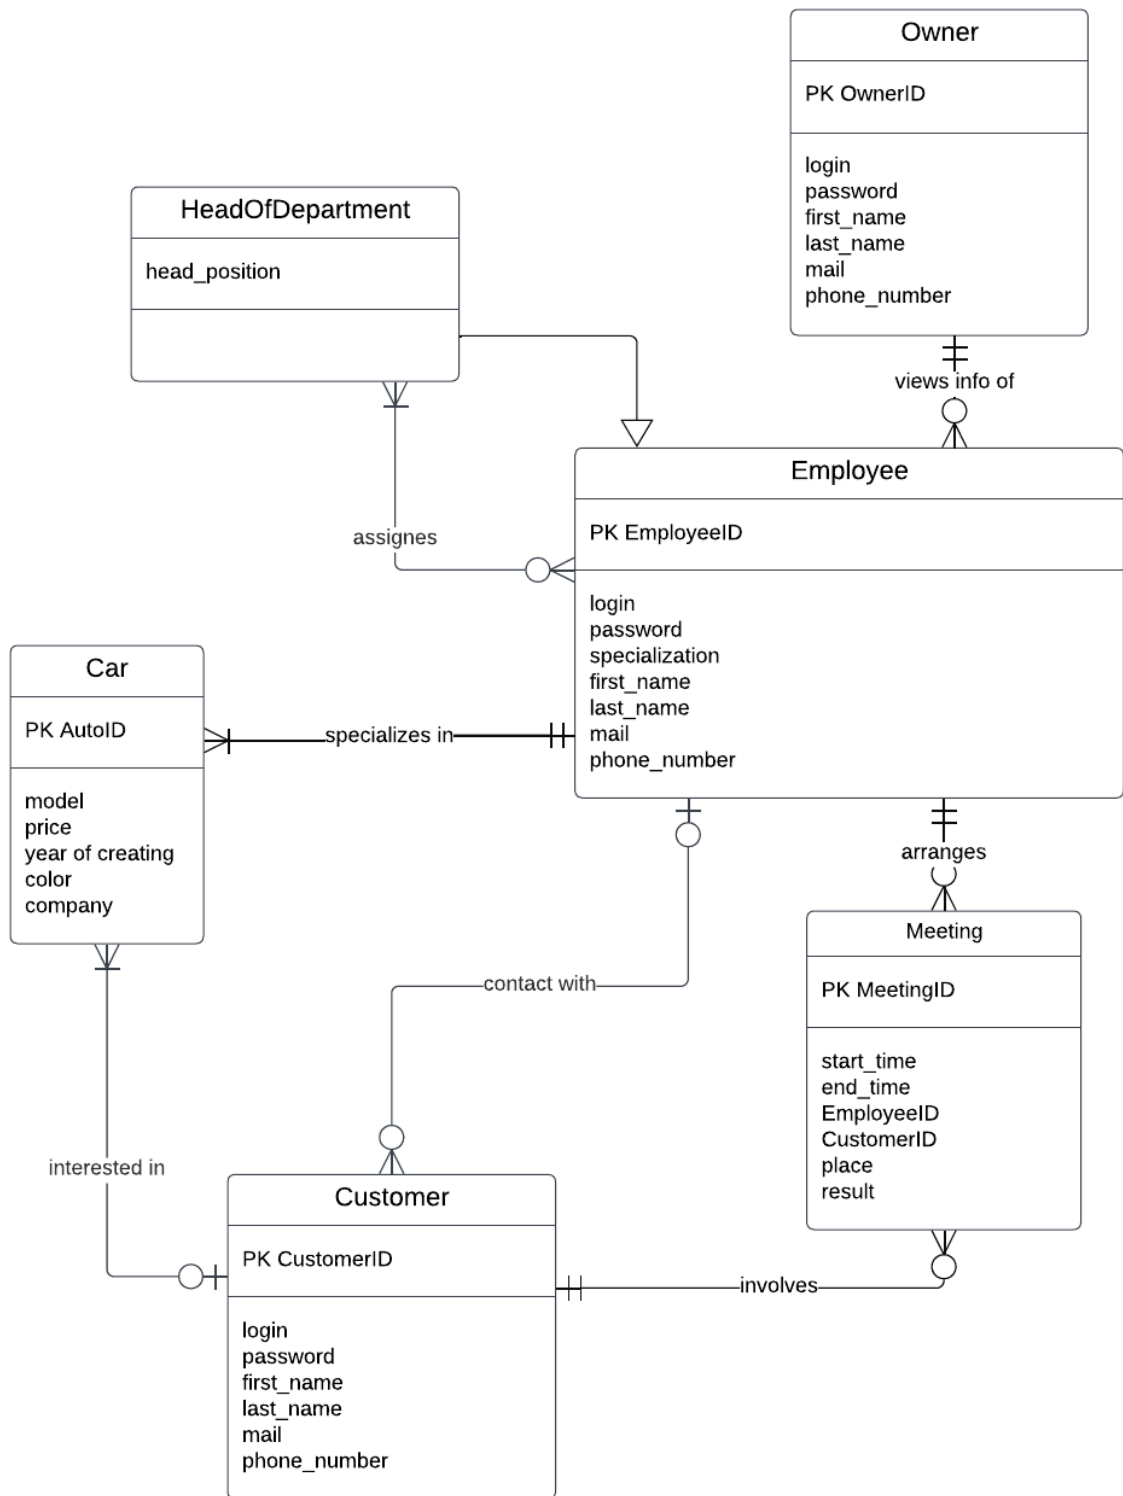 Owner
PK OwnerID
login
password
first_name
last_name
mail
phone_number
HeadOfDepartment
head_position
views info of
Employee
PK EmployeeID
login
password
specialization
first_name
last_name
mail
phone_number
assignes
Car
PK AutoID
model
price
year of creating
color
company
specializes in
arranges
Meeting
PK MeetingID
start_time
end_time
EmployeeID
CustomerID
place
result
contact with
interested in
Customer
PK CustomerID
login
password
first_name
last_name
mail
phone_number
involves